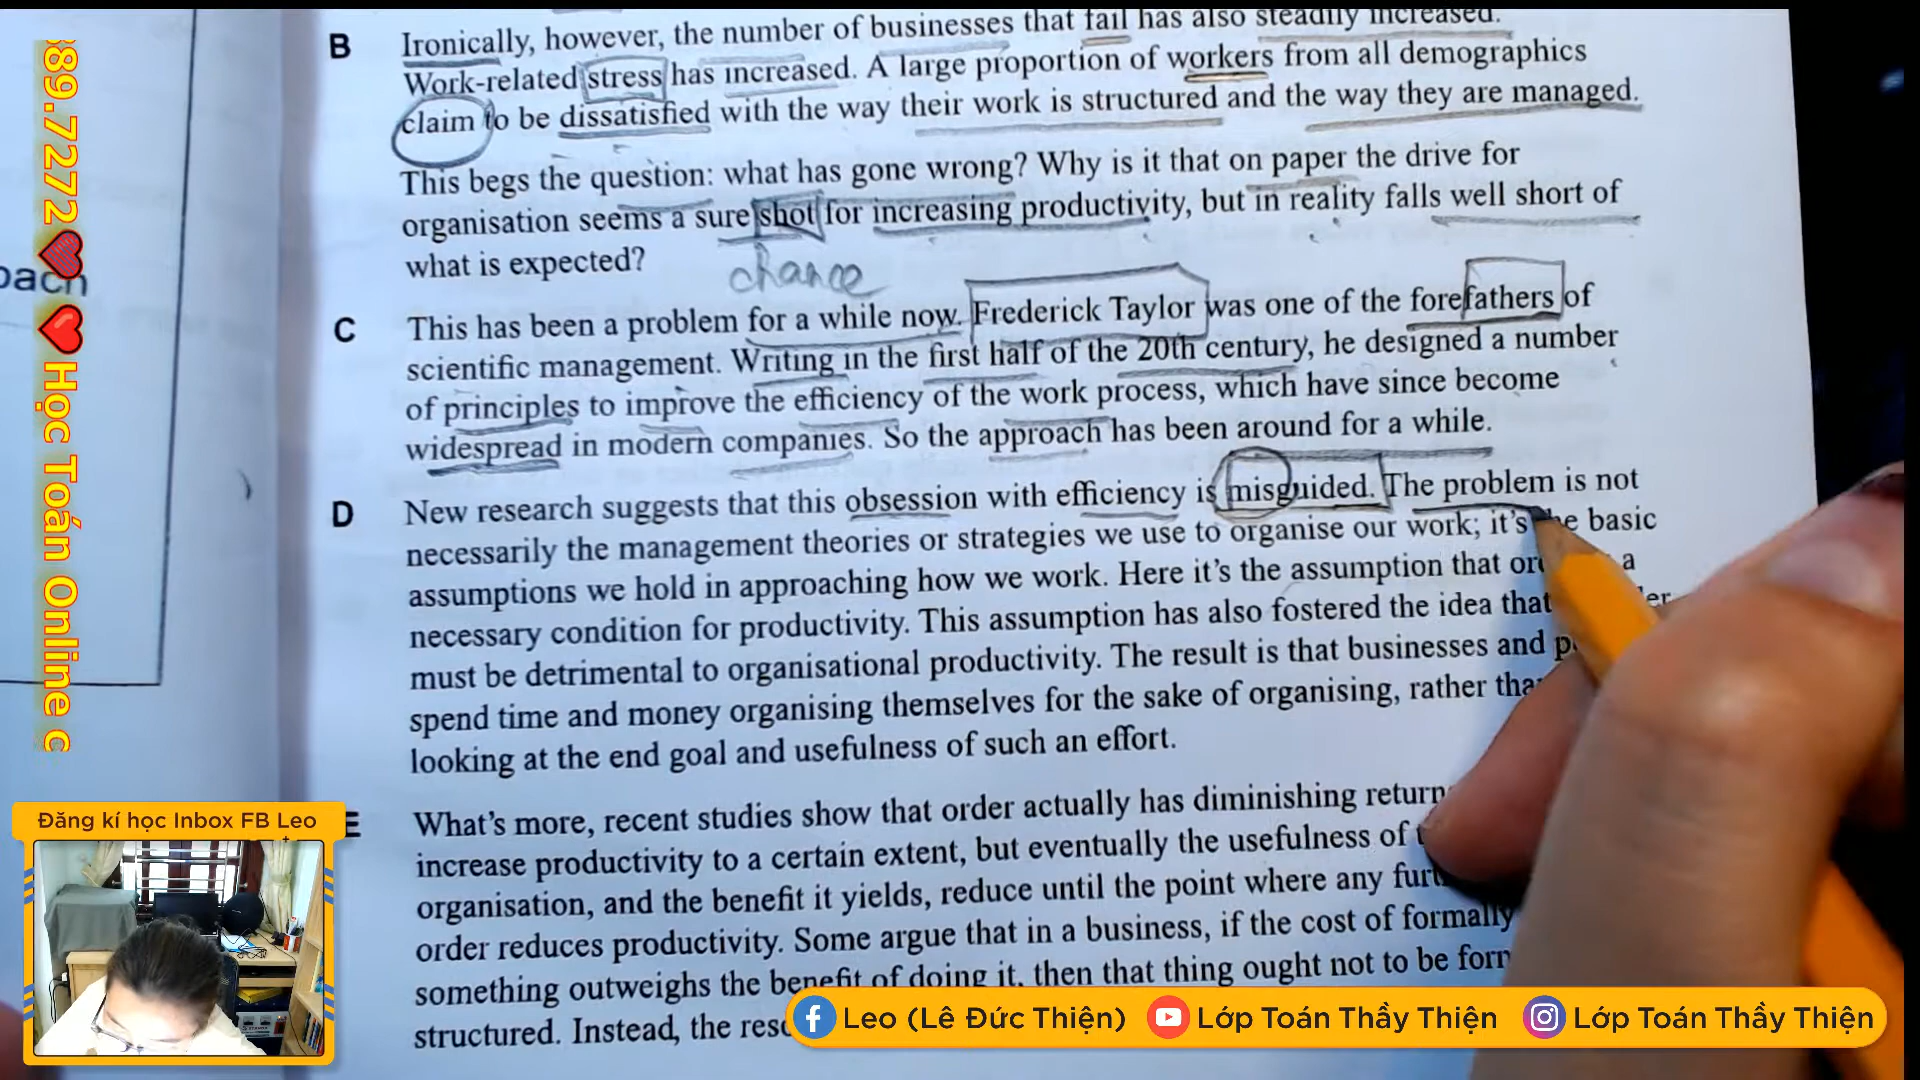 B Ironically, however, the number of businesses that fail has also steadily increased.
Work-related stress has increased. A large proportion of workers from all demographics
claim to be dissatisfied with the way their work is structured and the way they are managed.
This begs the question: what has gone wrong? Why is it that on paper the drive for
organisation seems a sure shot for increasing productivity, but in reality falls well short of
what is expected?
chance
C This has been a problem for a while now. Frederick Taylor was one of the forefathers of
scientific management. Writing in the first half of the 20th century, he designed a number
of principles to improve the efficiency of the work process, which have since become
widespread in modern companies. So the approach has been around for a while.
D New research suggests that this obsession with efficiency is misguided. The problem is not
necessarily the management theories or strategies we use to organise our work; it's the basic
assumptions we hold in approaching how we work. Here it's the assumption that a
necessary condition for productivity. This assumption has also fostered the idea that
must be detrimental to organisational productivity. The result is that businesses and
spend time and money organising themselves for the sake of organising, rather
looking at the end goal and usefulness of such an effort.
E What's more, recent studies show that order actually has diminishing
increase productivity to a certain extent, but eventually the usefulness of
organisation, and the benefit it yields, reduce until the point where any
order reduces productivity. Some argue that in a business, if the cost of formally
something outweighs the benefit of doing it, then that thing ought not to be
structured. Instead, the
89.7272❤️❤️Học Toán Online c
Đăng kí học Inbox FB Leo
Leo (Lê Đức Thiện) Lớp Toán Thầy Thiện Lớp Toán Thầy Thiện